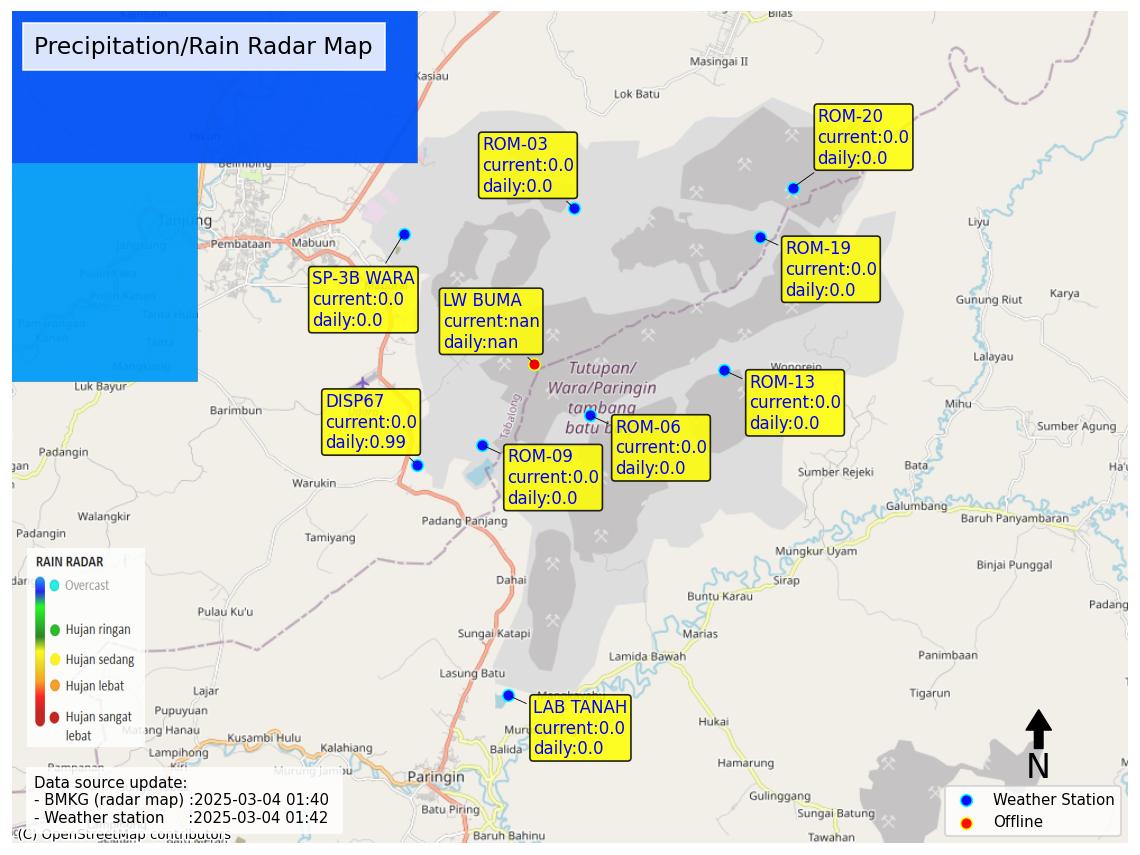 Precipitation/Rain Radar Map
Bilas
Masingai II
Kasiau
Lok Batu
ROM-20
current:0.0
daily:0.0
ROM-03
current:0.0
daily:0.0
Belimbing
Tanjung
Pembataan
Mabuun
Liyu
ROM-19
current:0.0
daily:0.0
SP-3B WARA
current:0.0
daily:0.0
LW BUMA
current:nan
daily:nan
Gunung Riut
Karya
Lalayau
Wonorejo
Tutupan/
Wara/Paringin
tambang
batu b
Tabalong
ROM-13
current:0.0
daily:0.0
Luk Bayur
Barimbun
DISP67
current:0.0
daily:0.99
ROM-06
current:0.0
daily:0.0
ROM-09
current:0.0
daily:0.0
Mihu
Sumber Agung
Padangin
Bata
Sumber Rejeki
Warukin
Galumbang
Baruh Panyambaran
Walangkir
Padangin
Padang Panjang
Tamiyang
Mungkur Uyam
Binjai Punggal
Dahai
Sirap
Buntu Karau
Padang
Pulau Ku'u
Sungai Katapi
Marias
Lamida Bawah
Panimbaan
Lasung Batu
Tigarun
RAIN RADAR
Overcast
Hujan ringan
Hujan sedang
Hujan lebat
Hujan sangat
lebat
Lajar
Pupuyuan
Matang Hanau
Kusambi Hulu
Lampihong
Kalahiang
Murung Jambu
LAB TANAH
current:0.0
daily:0.0
Balida
Hukai
Hamarung
Paringin
Batu Piring
Baruh Bahinu
Gulinggang
Sungai Batung
Tawahan
N
Data source update:
- BMKG (radar map) :2025-03-04 01:40
- Weather station :2025-03-04 01:42
(C) OpenStreetMap contributors
Weather Station
Offline